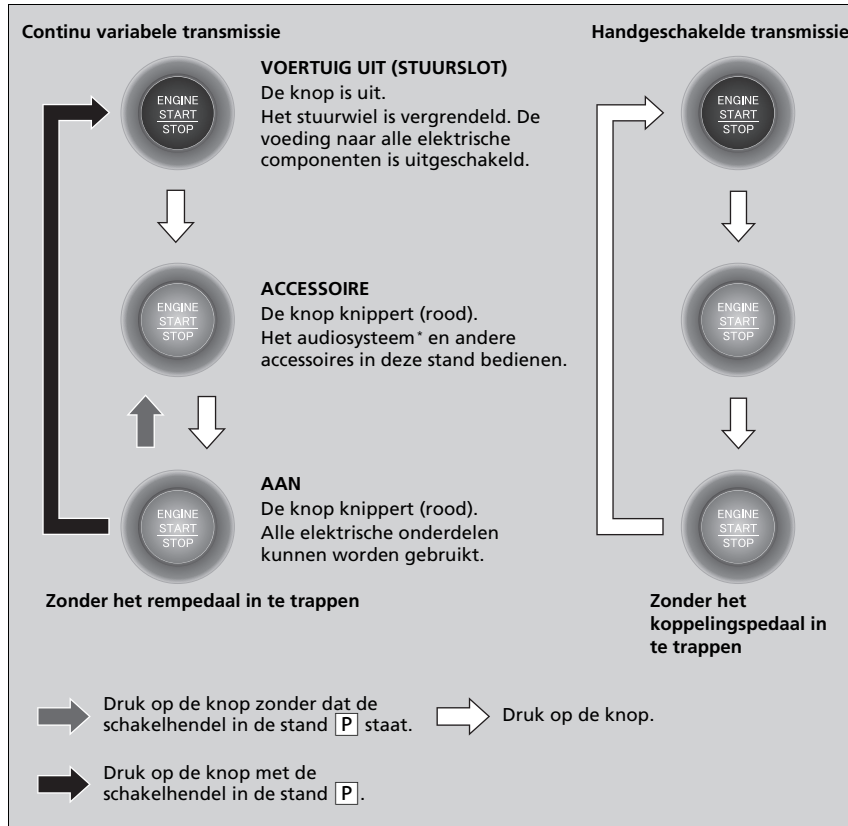 Continu variabele transmissie
Handgeschakelde transmissie
ENGINE
START
STOP
VOERTUIG UIT (STUURSLOT)
De knop is uit.
Het stuurwiel is vergrendeld. De
voeding naar alle elektrische
componenten is uitgeschakeld.
ENGINE
START
STOP
ENGINE
START
STOP
ACCESSOIRE
De knop knippert (rood).
Het audiosysteem* en andere
accessoires in deze stand bedienen.
ENGINE
START
STOP
ENGINE
START
STOP
AAN
De knop knippert (rood).
Alle elektrische onderdelen
kunnen worden gebruikt.
ENGINE
START
STOP
Zonder het rempedaal in te trappen
Zonder het
koppelingspedaal in
te trappen
Druk op de knop zonder dat de
schakelhendel in de stand P staat.
Druk op de knop.
Druk op de knop met de
schakelhendel in de stand P.